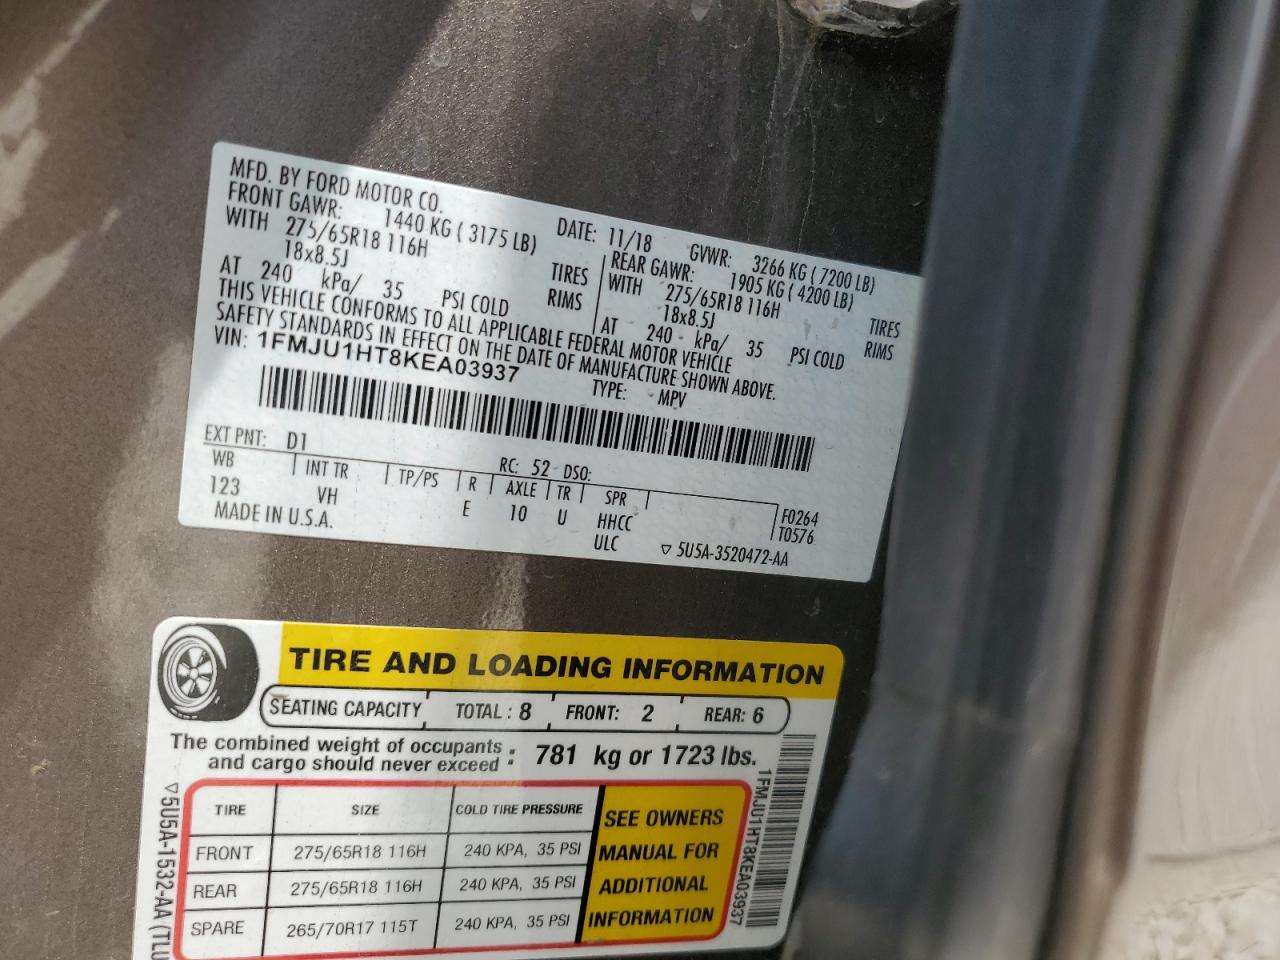 MFD. BY FORD MOTOR CO.
DATE: 11/18 GVWR: 3266 KG ( 7200 LB)
FRONT GAWR: 1440 KG ( 3175 LB)
WITH 275/65R18 116H TIRES
18x8.5J RIMS
AT 240 kPa/ 35 PSI COLD
REAR GAWR: 1905 KG ( 4200 LB)
WITH 275/65R18 116H TIRES
18x8.5J RIMS
AT 240 kPa/ 35 PSI COLD
THIS VEHICLE CONFORMS TO ALL APPLICABLE FEDERAL MOTOR VEHICLE
SAFETY STANDARDS IN EFFECT ON THE DATE OF MANUFACTURE SHOWN ABOVE.
VIN: 1FMJU1HT8KEA03937
TYPE: MPV
EXT PNT: D1 RC: 52 DSO:
WB INT TR TP/PS R AXLE TR SPR
123 VH E 10 U HHCC
ULC
F0264
T0576
MADE IN U.S.A.
▽ 5U5A-3520472-AA
TIRE AND LOADING INFORMATION
SEATING CAPACITY TOTAL : 8 FRONT: 2 REAR: 6
The combined weight of occupants
and cargo should never exceed : 781 kg or 1723 lbs.
TIRE SIZE COLD TIRE PRESSURE
FRONT 275/65R18 116H 240 KPA, 35 PSI
REAR 275/65R18 116H 240 KPA, 35 PSI
SPARE 265/70R17 115T 240 KPA, 35 PSI
SEE OWNERS
MANUAL FOR
ADDITIONAL
INFORMATION
1FMJU1HT8KEA03937
▽5U5A-1532-AA (TLU